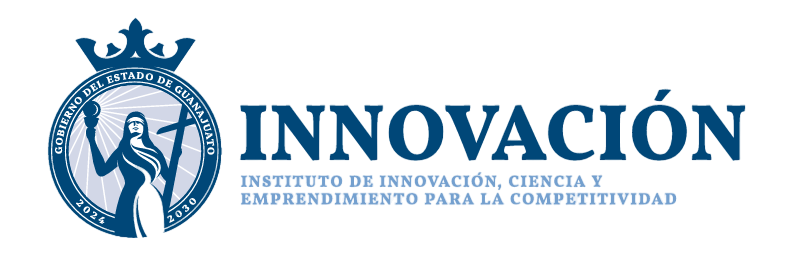 GOBIERNO DEL ESTADO DE GUANAJUATO
2024 2030
INNOVACIÓN
INSTITUTO DE INNOVACIÓN, CIENCIA Y
EMPRENDIMIENTO PARA LA COMPETITIVIDAD